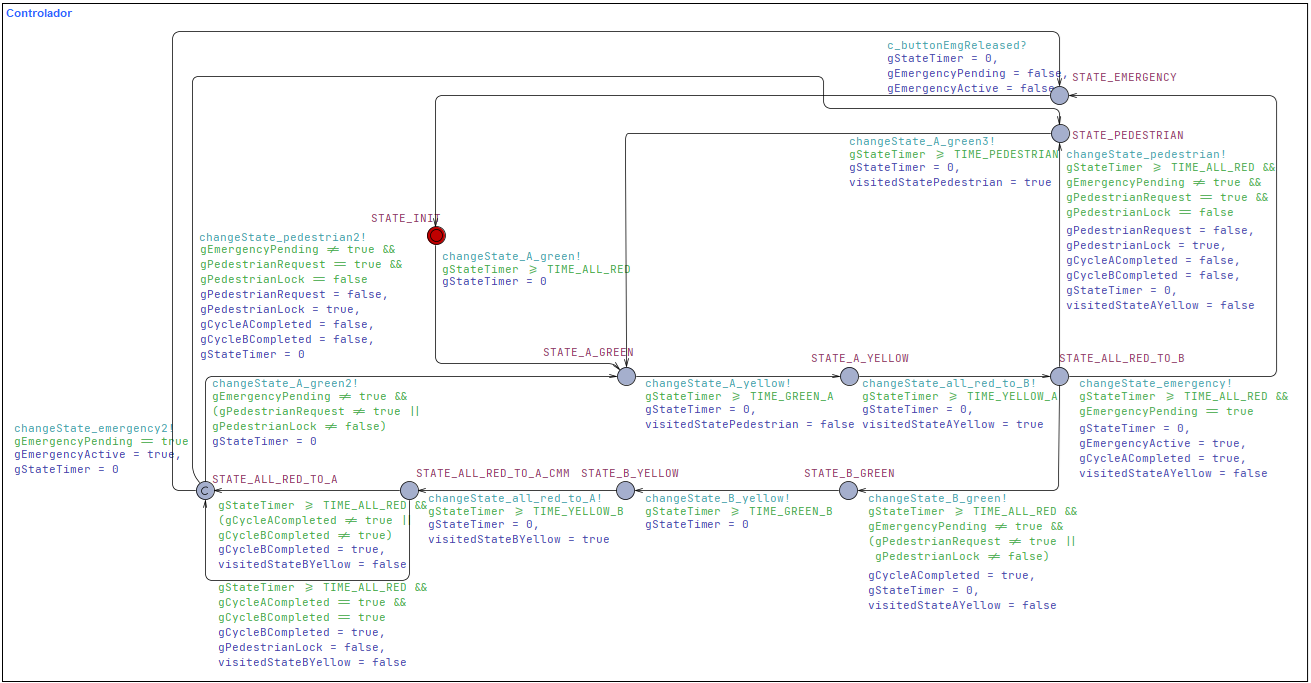 Controlador
c_buttonEmgReleased?
gStateTimer = 0,
gEmergencyPending = false,
gEmergencyActive = false
STATE_EMERGENCY
STATE_PEDESTRIAN
changeState_A_green3!
gStateTimer ⩾ TIME_PEDESTRIAN
gStateTimer = 0,
visitedStatePedestrian = true
changeState_pedestrian!
gStateTimer ⩾ TIME_ALL_RED &&
gEmergencyPending ≠ true &&
gPedestrianRequest == true &&
gPedestrianLock == false
gPedestrianRequest = false,
gPedestrianLock = true,
gCycleACompleted = false,
gCycleBCompleted = false,
gStateTimer = 0,
visitedStateAYellow = false
STATE_INIT
changeState_pedestrian2!
gEmergencyPending ≠ true &&
gPedestrianRequest == true &&
gPedestrianLock == false
gPedestrianRequest = false,
gPedestrianLock = true,
gCycleACompleted = false,
gCycleBCompleted = false,
gStateTimer = 0
changeState_A_green!
gStateTimer ⩾ TIME_ALL_RED
gStateTimer = 0
STATE_A_GREEN
STATE_A_YELLOW
STATE_ALL_RED_TO_B
changeState_A_green2!
gEmergencyPending ≠ true &&
(gPedestrianRequest ≠ true ||
gPedestrianLock ≠ false)
gStateTimer = 0
changeState_A_yellow!
gStateTimer ⩾ TIME_GREEN_A
gStateTimer = 0,
visitedStatePedestrian = false
changeState_all_red_to_B!
gStateTimer ⩾ TIME_YELLOW_A
gStateTimer = 0,
visitedStateAYellow = true
changeState_emergency!
gStateTimer ⩾ TIME_ALL_RED &&
gEmergencyPending == true
gStateTimer = 0,
gEmergencyActive = true,
gCycleACompleted = true,
visitedStateAYellow = false
changeState_emergency2!
gEmergencyPending == true
gEmergencyActive = true,
gStateTimer = 0
STATE_ALL_RED_TO_A
STATE_ALL_RED_TO_A_CMM
STATE_B_YELLOW
STATE_B_GREEN
C
gStateTimer ⩾ TIME_ALL_RED &&
(gCycleACompleted ≠ true ||
gCycleBCompleted ≠ true)
gCycleBCompleted = true,
visitedStateBYellow = false
changeState_all_red_to_A!
gStateTimer ⩾ TIME_YELLOW_B
gStateTimer = 0,
visitedStateBYellow = true
changeState_B_yellow!
gStateTimer ⩾ TIME_GREEN_B
gStateTimer = 0
changeState_B_green!
gStateTimer ⩾ TIME_ALL_RED &&
gEmergencyPending ≠ true &&
(gPedestrianRequest ≠ true ||
gPedestrianLock ≠ false)
gCycleACompleted = true,
gStateTimer = 0,
visitedStateAYellow = false
gStateTimer ⩾ TIME_ALL_RED &&
gCycleACompleted == true &&
gCycleBCompleted == true
gCycleBCompleted = true,
gPedestrianLock = false,
visitedStateBYellow = false